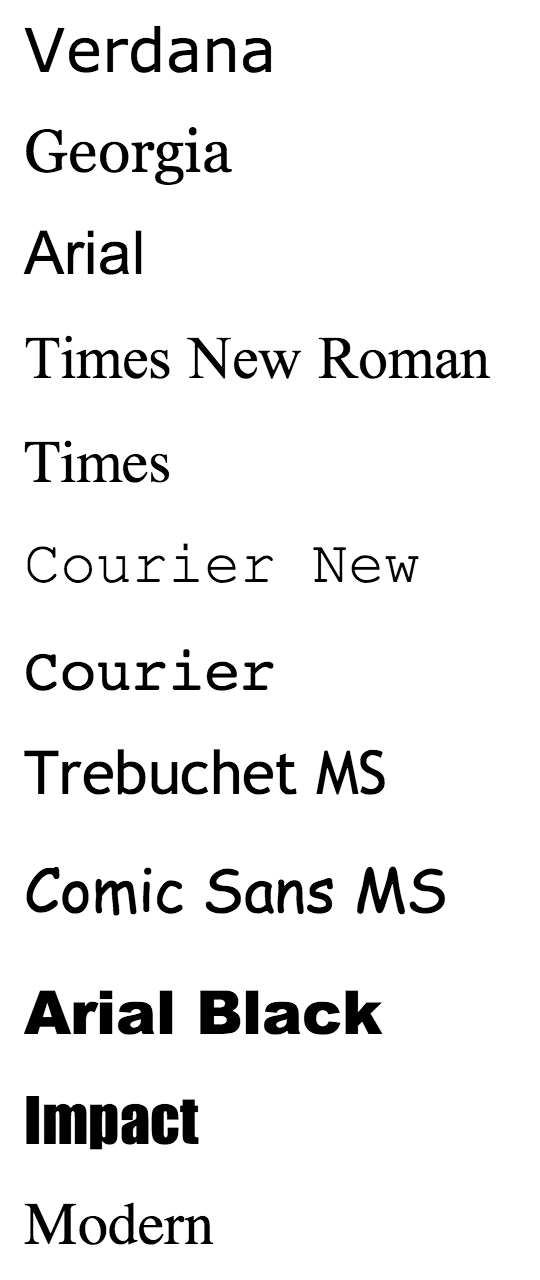 Verdana
Georgia
Arial
Times New Roman
Times
Courier New
Courier
Trebuchet MS
Comic Sans MS
Arial Black
Impact
Modern